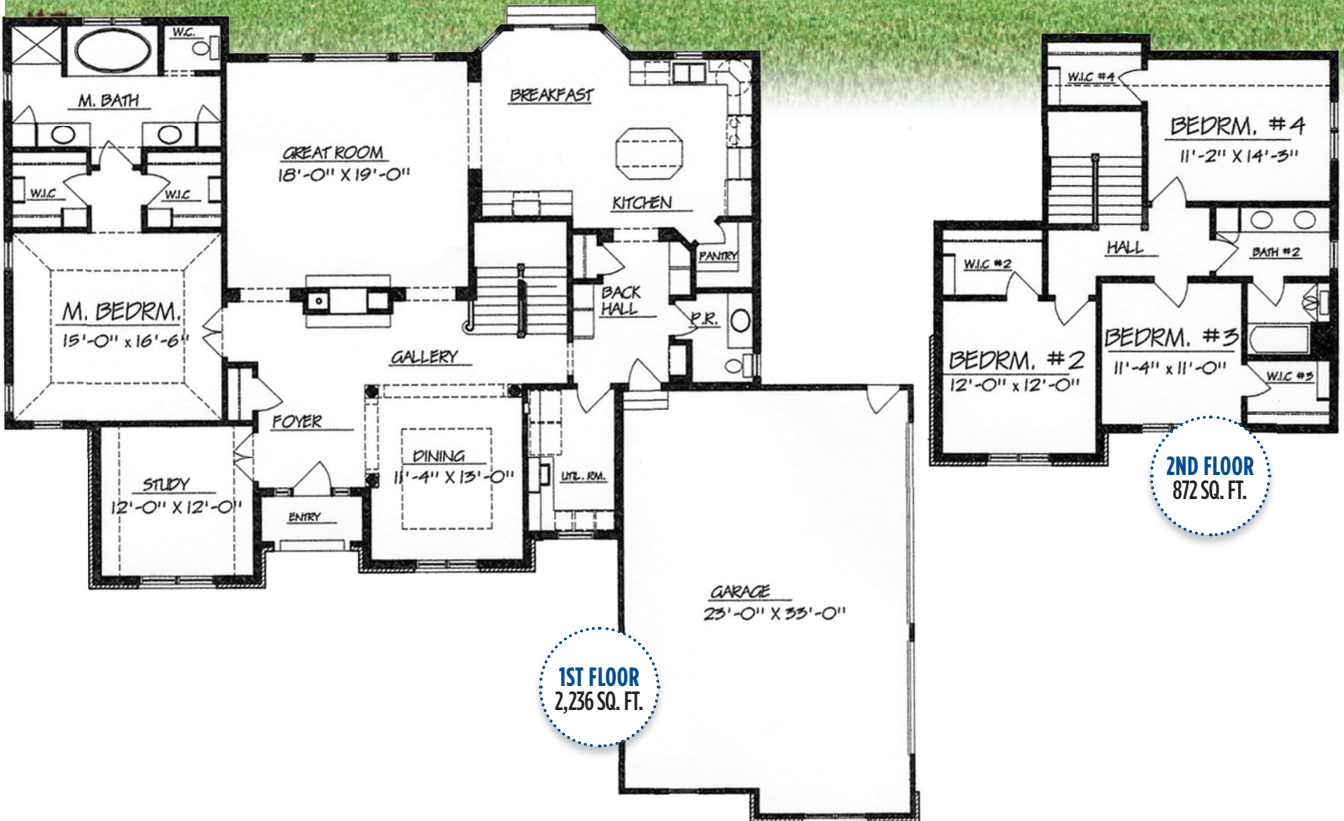 W.C.
M. BATH
W.I.C
W.I.C
M. BEDRM.
15'-0" x 16'-6"
GREAT ROOM
18'-0" X 19'-0"
BREAKFAST
KITCHEN
PANTRY
BACK
HALL
P.R.
GALLERY
FOYER
STUDY
12'-0" X 12'-0"
ENTRY
DINING
11'-4" X 13'-0"
UTL. RM.
GARAGE
23'-0" X 33'-0"
1ST FLOOR
2,236 SQ. FT.
W.I.C #4
BEDRM. #4
11'-2" X 14'-3"
HALL
BATH #2
W.I.C #2
BEDRM. #2
12'-0" x 12'-0"
BEDRM. #3
11'-4" x 11'-0"
W.I.C #3
2ND FLOOR
872 SQ. FT.